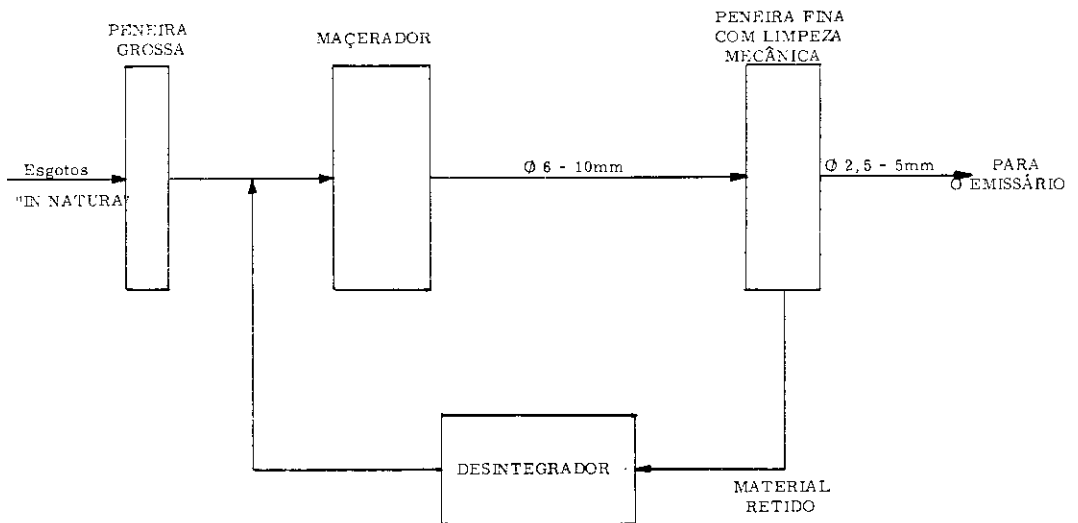 PENEIRA
GROSSA
MAÇERADOR
PENEIRA FINA
COM LIMPEZA
MECÂNICA
Esgotos
"IN NATURA"
Ø 6 - 10mm
Ø 2,5 - 5mm
PARA
O EMISSÁRIO
DESINTEGRADOR
MATERIAL
RETIDO